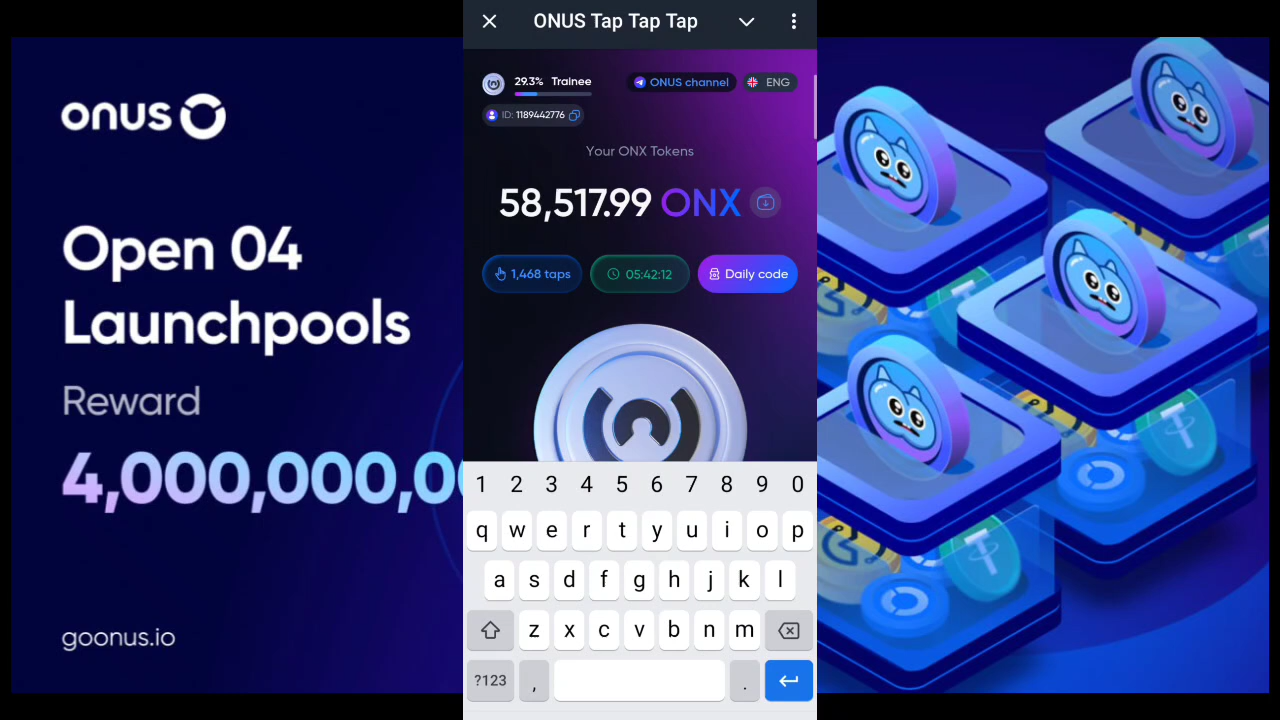 onus
Open 04
Launchpools
Reward
4,000,000,0
goonus.io
ONUS Tap Tap Tap
29.3% Trainee
ONUS channel
ENG
ID: 1189442776
Your ONX Tokens
58,517.99 ONX
1,468 taps
05:42:12
Daily code
1 2 3 4 5 6 7 8 9 0
q w e r t y u i o p
a s d f g h j k l
z x c v b n m
?123 , .